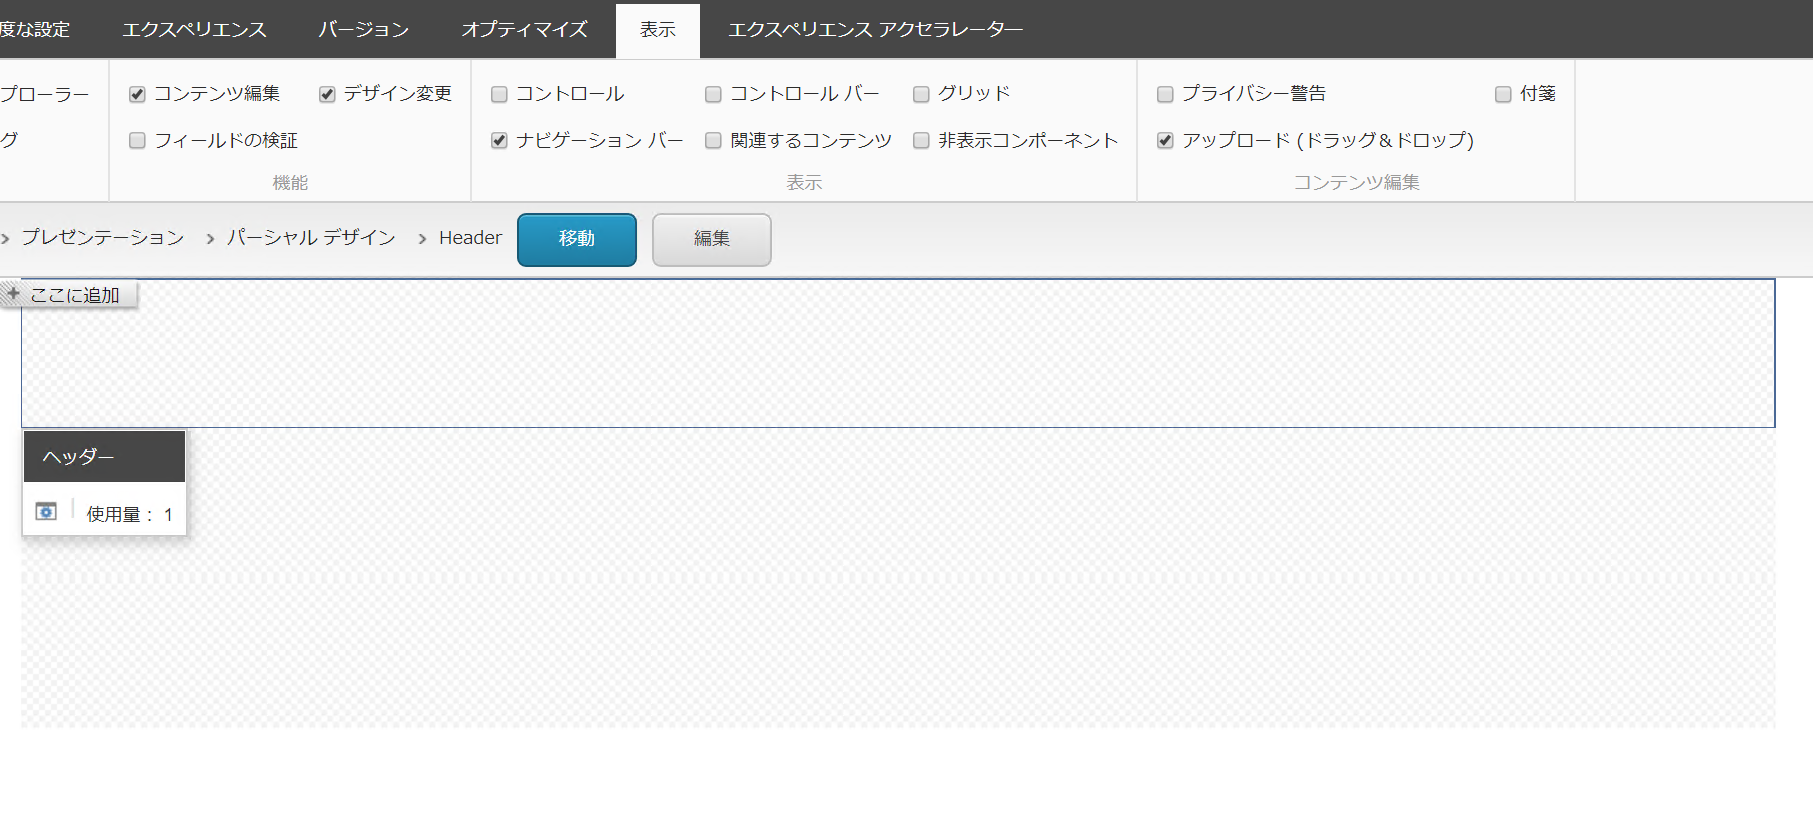 度な設定 エクスペリエンス バージョン オプティマイズ 表示 エクスペリエンス アクセラレーター
プローラー コンテンツ編集 デザイン変更 コントロール コントロール バー グリッド プライバシー警告 付箋
グ フィールドの検証 ナビゲーション バー 関連するコンテンツ 非表示コンポーネント アップロード (ドラッグ＆ドロップ)
機能 表示 コンテンツ編集
プレゼンテーション パーシャル デザイン Header 移動 編集
ここに追加
ヘッダー
使用量： 1